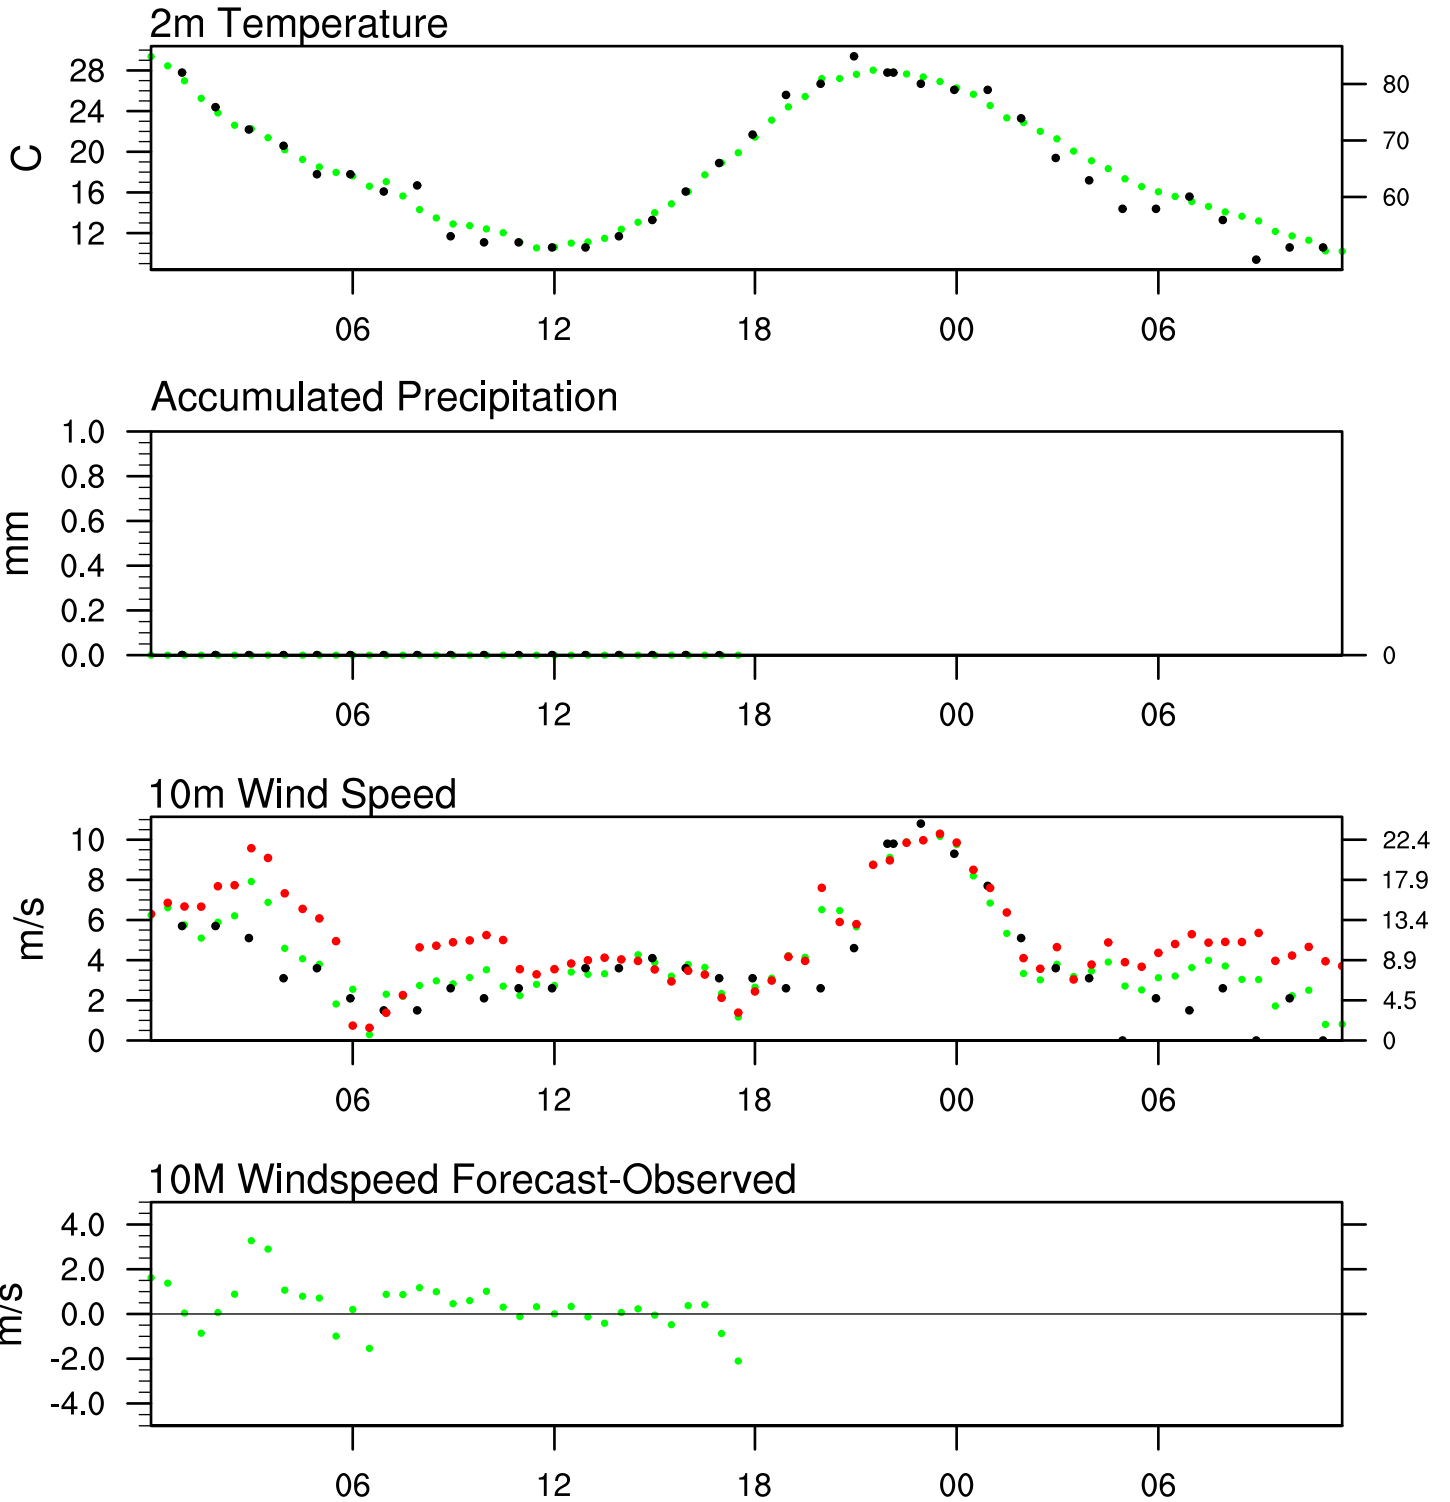 2m Temperature
28
24
20
16
12
C
80
70
60
06 12 18 00 06
Accumulated Precipitation
1.0
0.8
0.6
0.4
0.2
0.0
mm
0
06 12 18 00 06
10m Wind Speed
10
8
6
4
2
0
m/s
22.4
17.9
13.4
8.9
4.5
0
06 12 18 00 06
10M Windspeed Forecast-Observed
4.0
2.0
0.0
-2.0
-4.0
m/s
06 12 18 00 06